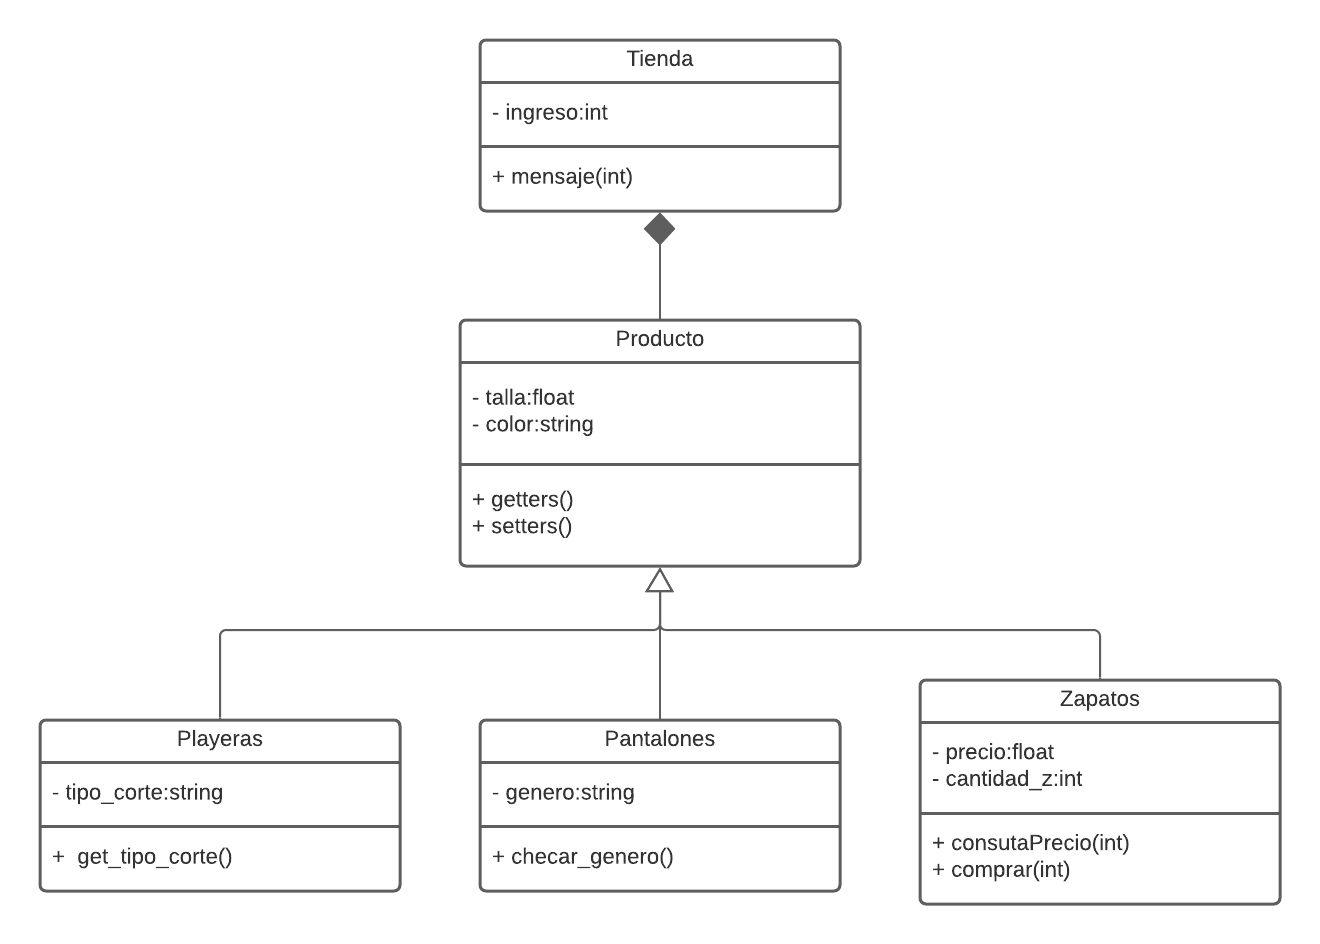 Tienda
- ingreso:int
+ mensaje(int)
Producto
- talla:float
- color:string
+ getters()
+ setters()
Playeras
- tipo_corte:string
+  get_tipo_corte()
Pantalones
- genero:string
+ checar_genero()
Zapatos
- precio:float
- cantidad_z:int
+ consutaPrecio(int)
+ comprar(int)